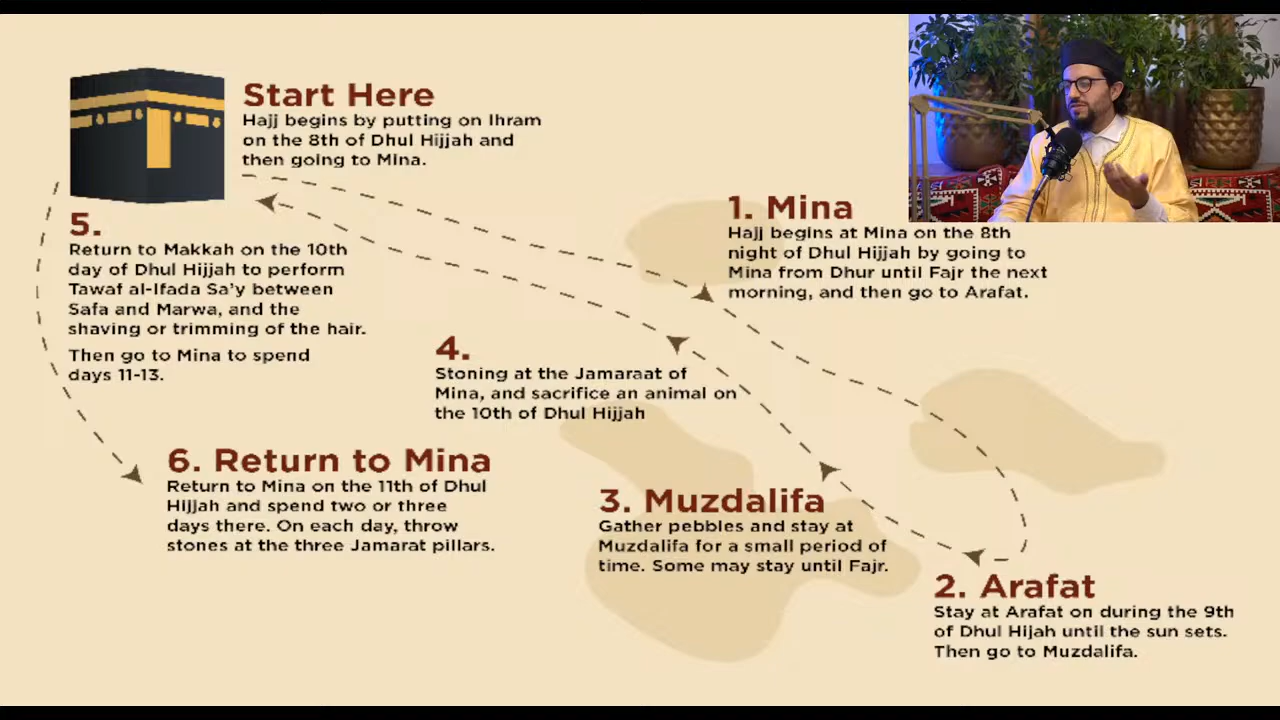 Start Here
Hajj begins by putting on Ihram
on the 8th of Dhul Hijjah and
then going to Mina.
1. Mina
Hajj begins at Mina on the 8th
night of Dhul Hijjah by going to
Mina from Dhur until Fajr the next
morning, and then go to Arafat.
2. Arafat
Stay at Arafat on during the 9th
of Dhul Hijah until the sun sets.
Then go to Muzdalifa.
3. Muzdalifa
Gather pebbles and stay at
Muzdalifa for a small period of
time. Some may stay until Fajr.
4.
Stoning at the Jamaraat of
Mina, and sacrifice an animal on
the 10th of Dhul Hijjah
5.
Return to Makkah on the 10th
day of Dhul Hijjah to perform
Tawaf al-Ifada Sa'y between
Safa and Marwa, and the
shaving or trimming of the hair.
Then go to Mina to spend
days 11-13.
6. Return to Mina
Return to Mina on the 11th of Dhul
Hijjah and spend two or three
days there. On each day, throw
stones at the three Jamarat pillars.